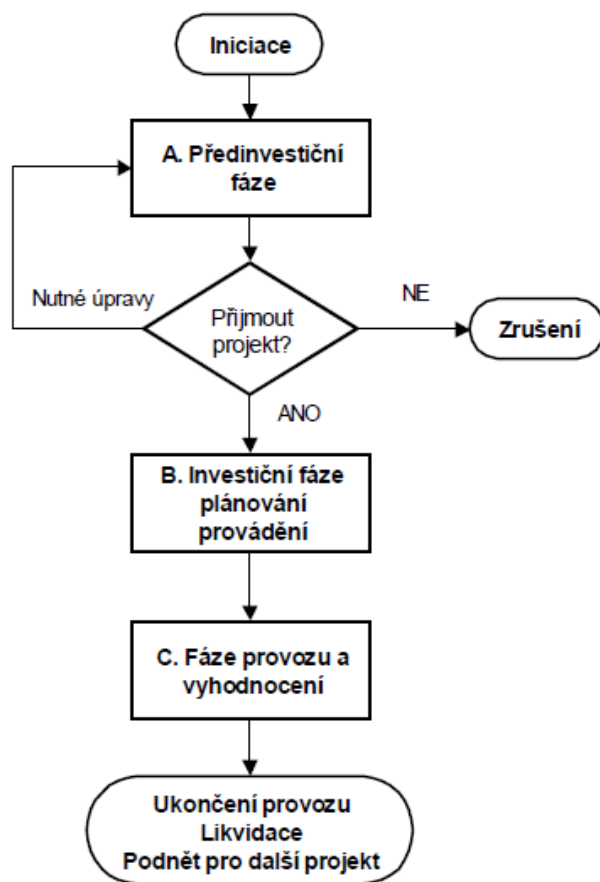 Iniciace
A. Předinvestiční
fáze
Nutné úpravy
Přijmout
projekt?
NE
Zrušení
ANO
B. Investiční fáze
plánování
provádění
C. Fáze provozu a
vyhodnocení
Ukončení provozu
Likvidace
Podnět pro další projekt